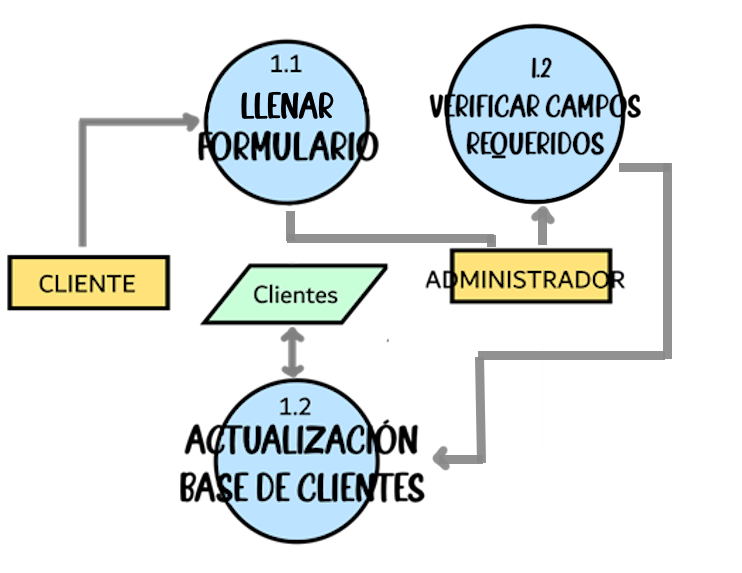 1.1
LLENAR
FORMULARIO
1.2
VERIFICAR CAMPOS
REQUERIDOS
CLIENTE
ADMINISTRADOR
Clientes
1.2
ACTUALIZACIÓN
BASE DE CLIENTES